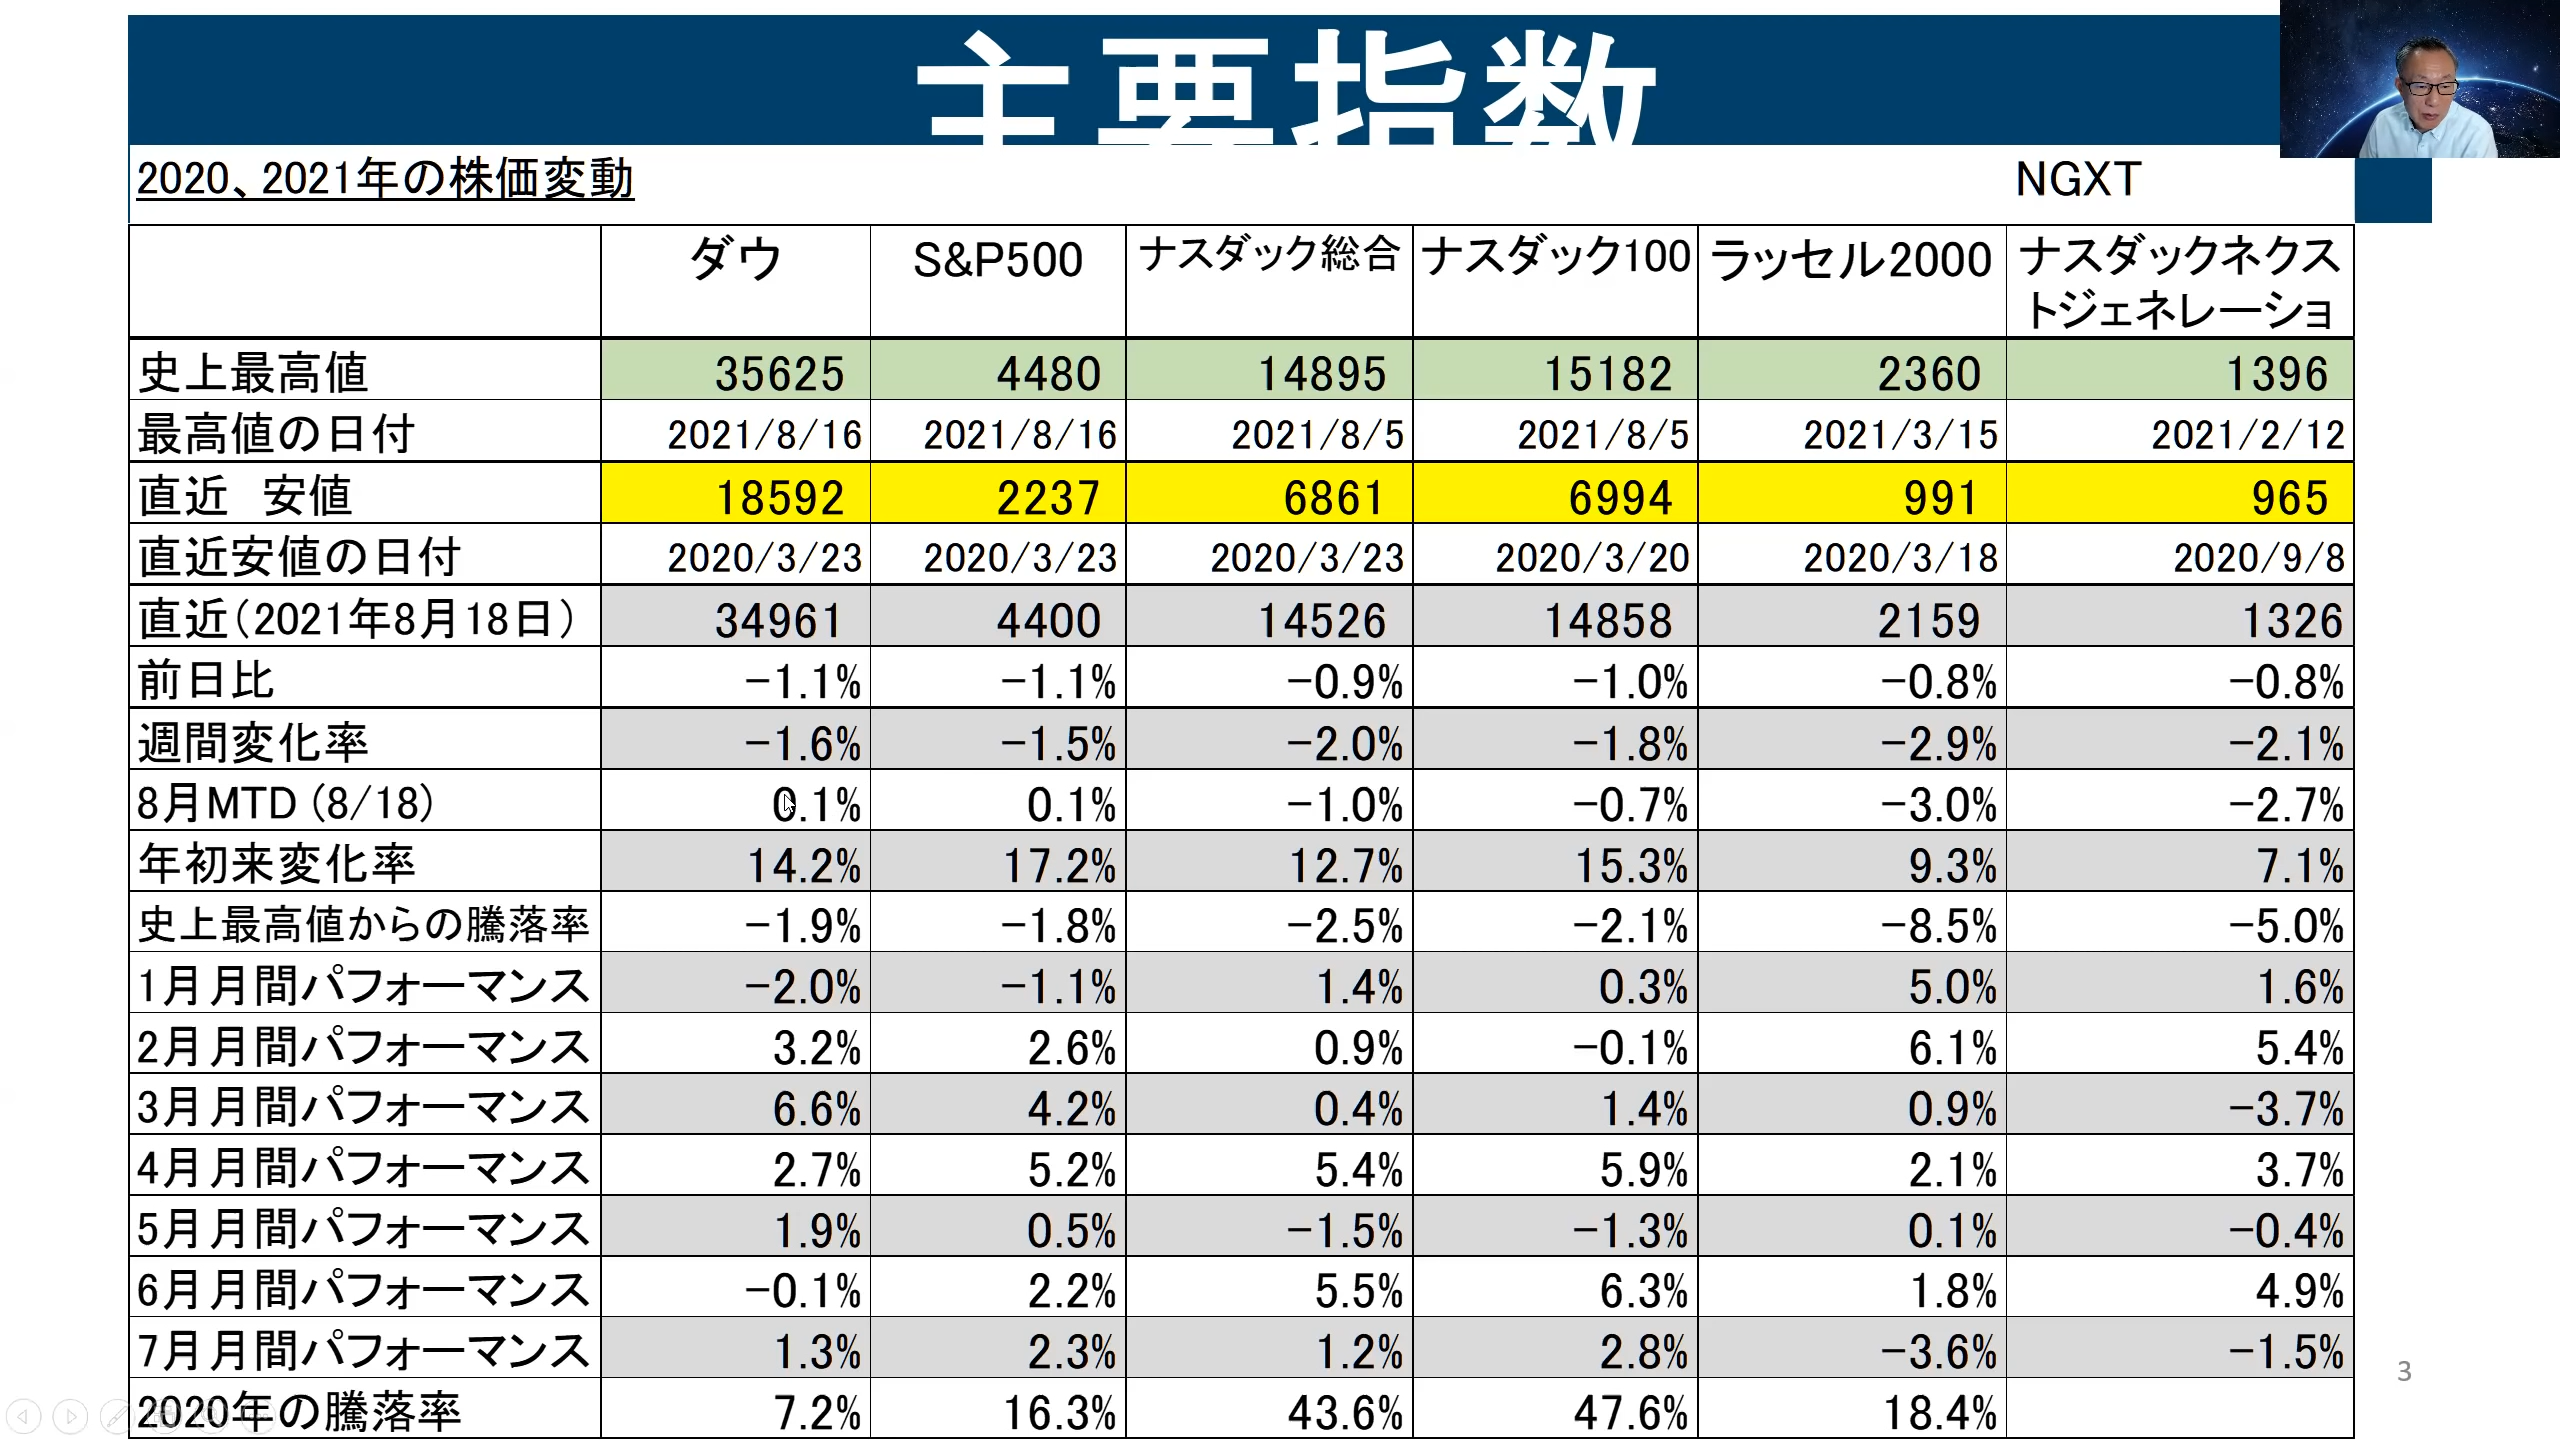 主要指数
2020、2021年の株価変動 NGXT
ダウ S&P500 ナスダック総合 ナスダック100 ラッセル2000 ナスダックネクス
トジェネレーショ
史上最高値 35625 4480 14895 15182 2360 1396
最高値の日付 2021/8/16 2021/8/16 2021/8/5 2021/8/5 2021/3/15 2021/2/12
直近 安値 18592 2237 6861 6994 991 965
直近安値の日付 2020/3/23 2020/3/23 2020/3/23 2020/3/20 2020/3/18 2020/9/8
直近(2021年8月18日) 34961 4400 14526 14858 2159 1326
前日比 -1.1% -1.1% -0.9% -1.0% -0.8% -0.8%
週間変化率 -1.6% -1.5% -2.0% -1.8% -2.9% -2.1%
8月MTD (8/18) 0.1% 0.1% -1.0% -0.7% -3.0% -2.7%
年初来変化率 14.2% 17.2% 12.7% 15.3% 9.3% 7.1%
史上最高値からの騰落率 -1.9% -1.8% -2.5% -2.1% -8.5% -5.0%
1月月間パフォーマンス -2.0% -1.1% 1.4% 0.3% 5.0% 1.6%
2月月間パフォーマンス 3.2% 2.6% 0.9% -0.1% 6.1% 5.4%
3月月間パフォーマンス 6.6% 4.2% 0.4% 1.4% 0.9% -3.7%
4月月間パフォーマンス 2.7% 5.2% 5.4% 5.9% 2.1% 3.7%
5月月間パフォーマンス 1.9% 0.5% -1.5% -1.3% 0.1% -0.4%
6月月間パフォーマンス -0.1% 2.2% 5.5% 6.3% 1.8% 4.9%
7月月間パフォーマンス 1.3% 2.3% 1.2% 2.8% -3.6% -1.5%
3
2020年の騰落率 7.2% 16.3% 43.6% 47.6% 18.4%